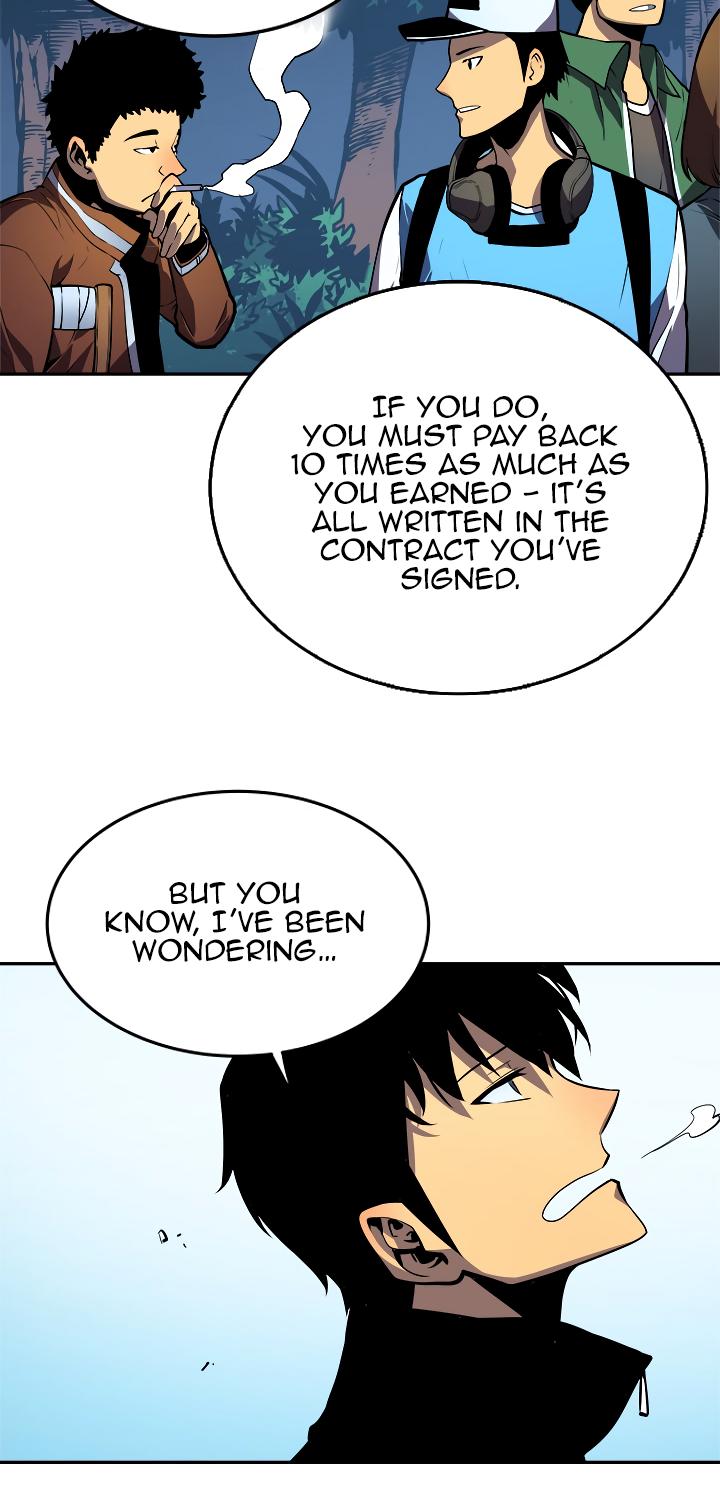 IF YOU DO,
YOU MUST PAY BACK
10 TIMES AS MUCH AS
YOU EARNED – IT'S
ALL WRITTEN IN THE
CONTRACT YOU'VE
SIGNED.
BUT YOU
KNOW, I'VE BEEN
WONDERING...